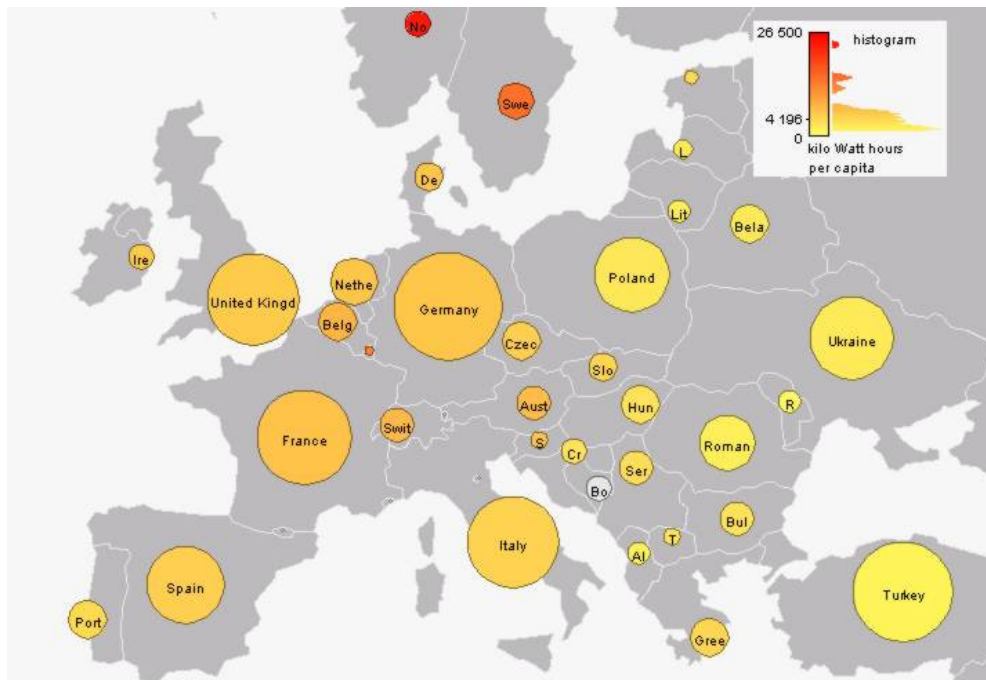 No
26 500
histogram
Swe
4 196
0
kilo Watt hours
per capita
L
De
Lit
Bela
Ire
Poland
Nethe
United Kingd
Germany
Belg
Ukraine
Czec
Slo
Aust
Hun
R
Swit
France
S
Roman
Cr
Ser
Bo
Bul
T
Italy
Al
Spain
Turkey
Port
Gree